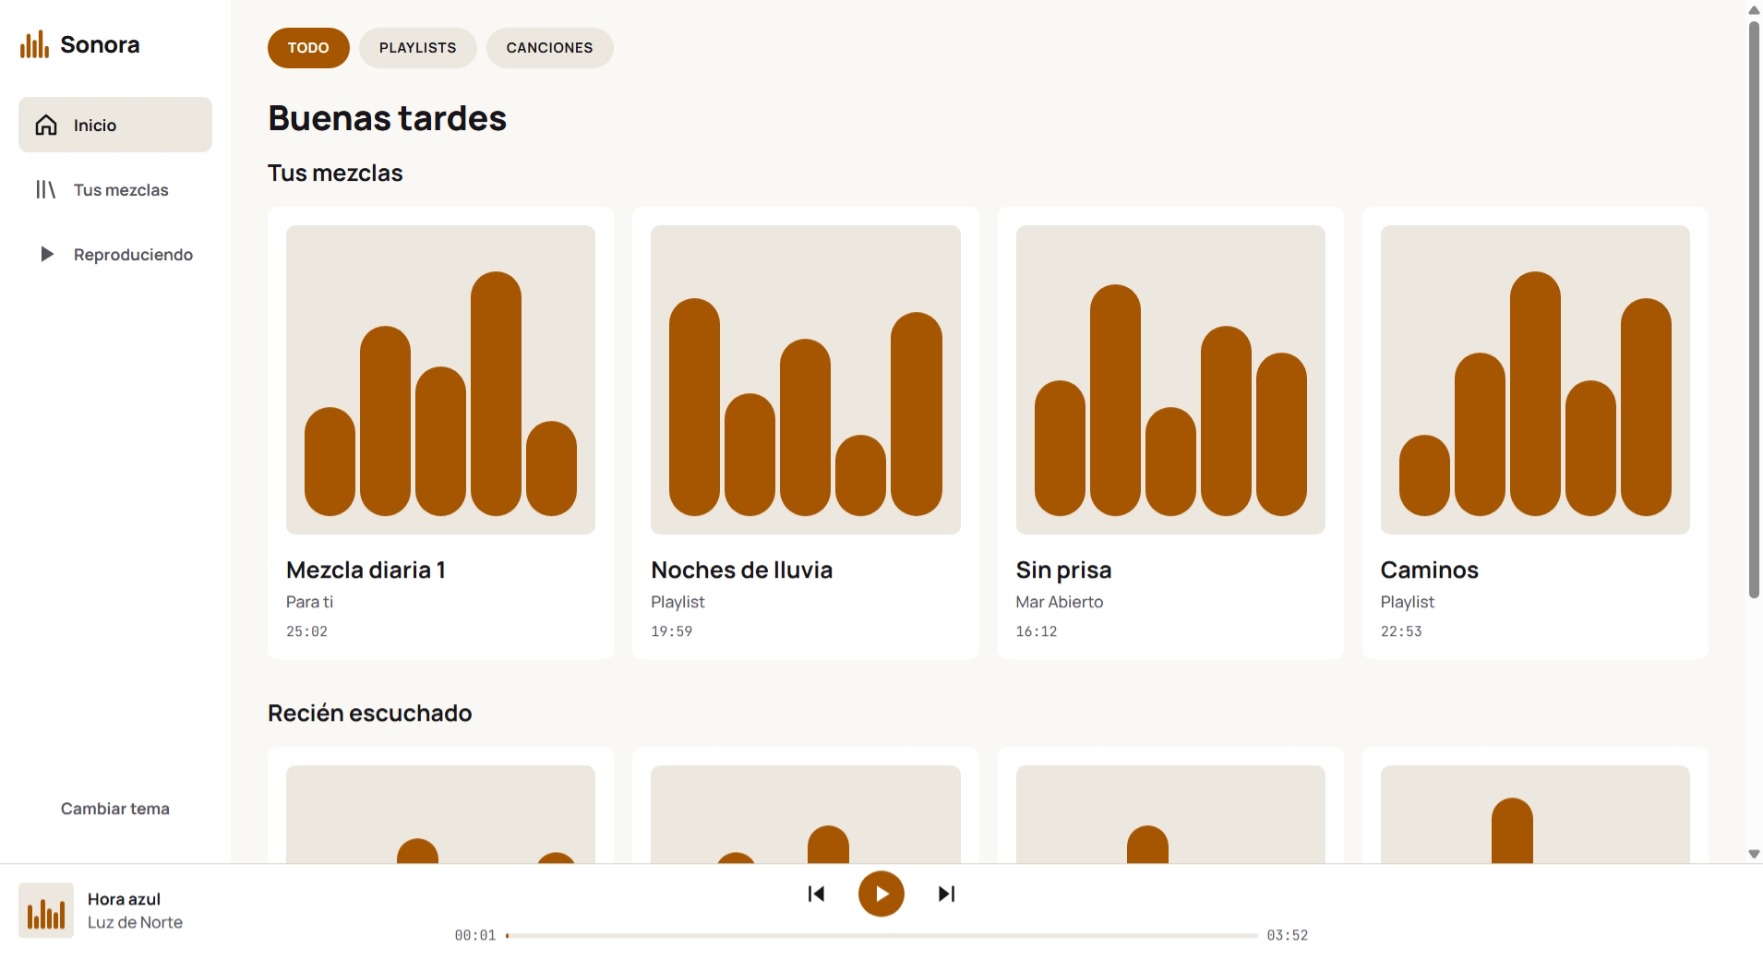 Sonora
Inicio
Tus mezclas
Reproduciendo
Cambiar tema
TODO
PLAYLISTS
CANCIONES
Buenas tardes
Tus mezclas
Mezcla diaria 1
Para ti
25:02
Noches de lluvia
Playlist
19:59
Sin prisa
Mar Abierto
16:12
Caminos
Playlist
22:53
Recién escuchado
Hora azul
Luz de Norte
00:01
03:52